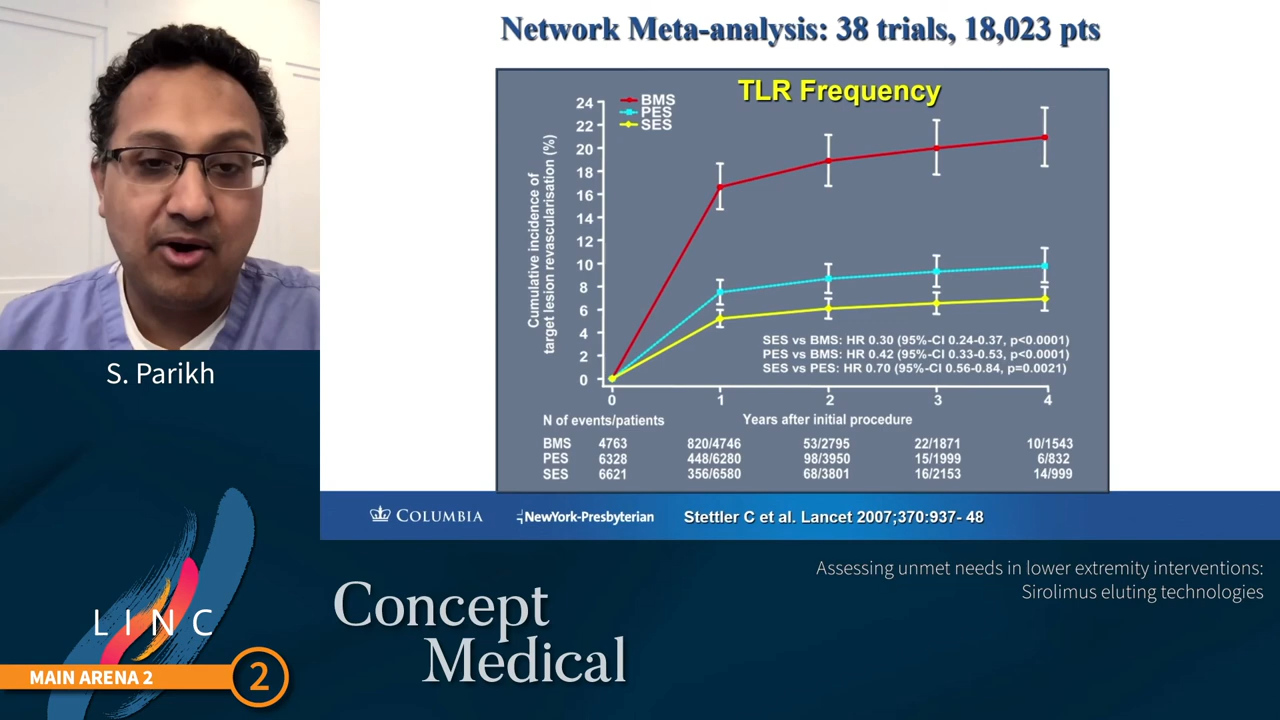 Network Meta-analysis: 38 trials, 18,023 pts
TLR Frequency
BMS
PES
SES
Cumulative incidence of
target lesion revascularisation (%)
24
22
20
18
16
14
12
10
8
6
4
2
0
SES vs BMS: HR 0.30 (95%-CI 0.24-0.37, p<0.0001)
PES vs BMS: HR 0.42 (95%-CI 0.33-0.53, p<0.0001)
SES vs PES: HR 0.70 (95%-CI 0.56-0.84, p=0.0021)
0 1 2 3 4
N of events/patients Years after initial procedure
BMS 4763 820/4746 53/2795 22/1871 10/1543
PES 6328 448/6280 98/3950 15/1999 6/832
SES 6621 356/6580 68/3801 16/2153 14/999
COLUMBIA NewYork-Presbyterian Stettler C et al. Lancet 2007;370:937- 48
S. Parikh
LINC
MAIN ARENA 2
2
Concept
Medical
Assessing unmet needs in lower extremity interventions:
Sirolimus eluting technologies